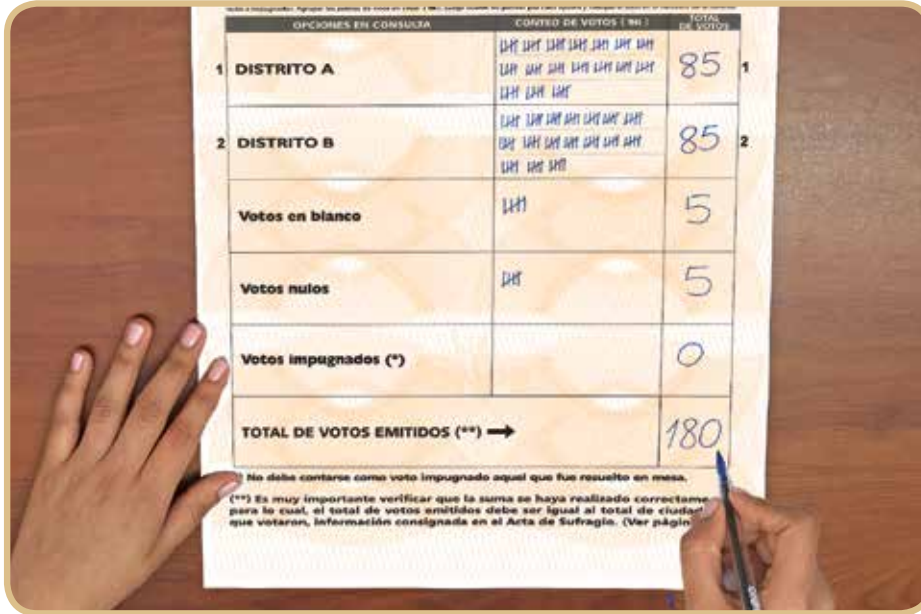 OPCIONES EN CONSULTA CONTEO DE VOTOS TOTAL DE VOTOS
1 DISTRITO A 85 1
2 DISTRITO B 85 2
Votos en blanco 5
Votos nulos 5
Votos impugnados (*) 0
TOTAL DE VOTOS EMITIDOS (**) → 180
No debe contarse como voto impugnado aquel que fue resuelto en mesa.
(**) Es muy importante verificar que la suma se haya realizado correctame
para lo cual, el total de votos emitidos debe ser igual al total de ciudad
que votaron, información consignada en el Acta de Sufragio. (Ver págin